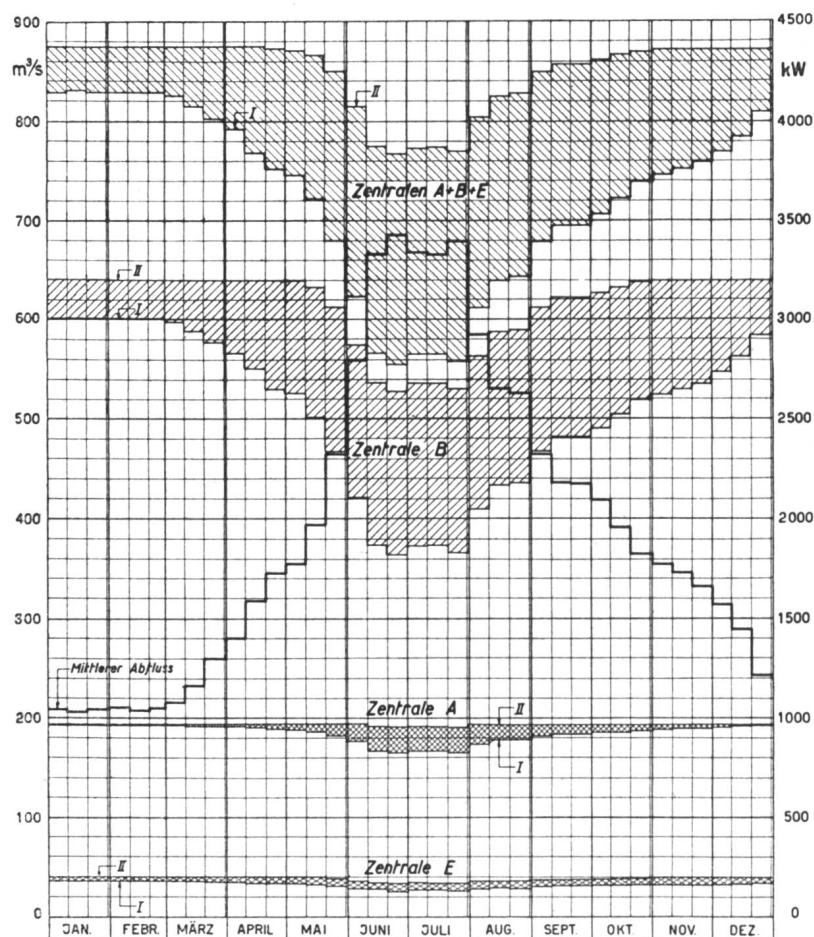 900
4500
m³/s
kW
II
I
800
4000
Zentralen A+B+E
700
3500
II
I
600
3000
500
2500
Zentrale B
400
2000
300
1500
Mittlerer Abfluss
Zentrale A
II
200
1000
I
100
500
Zentrale E
II
I
0
0
JAN. FEBR. MÄRZ APRIL MAI JUNI JULI AUG. SEPT. OKT. NOV. DEZ.